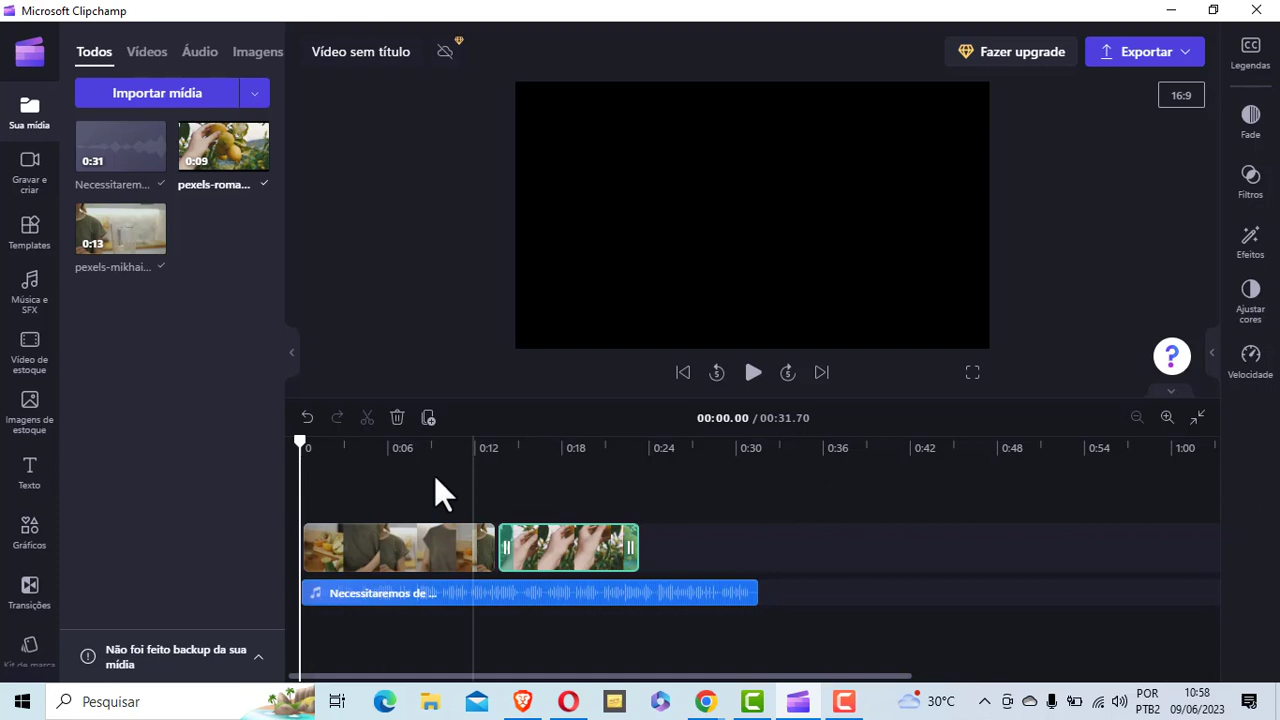 Microsoft Clipchamp
Todos
Vídeos
Áudio
Imagens
Vídeo sem título
Fazer upgrade
Exportar
CC
Legendas
Importar mídia
16:9
Sua mídia
0:31
Necessitarem...
0:09
pexels-roma...
Fade
Gravar e
criar
0:13
pexels-mikhai...
Filtros
Templates
Efeitos
Música e
SFX
Ajustar
cores
Vídeo de
estoque
5
5
?
Velocidade
Imagens de
estoque
00:00.00 / 00:31.70
0
0:06
0:12
0:18
0:24
0:30
0:36
0:42
0:48
0:54
1:00
Texto
Gráficos
Necessitaremos de ...
Transições
Não foi feito backup da sua
mídia
Kit de marca
Pesquisar
30°C
POR
PTB2
0:58
09/06/2023